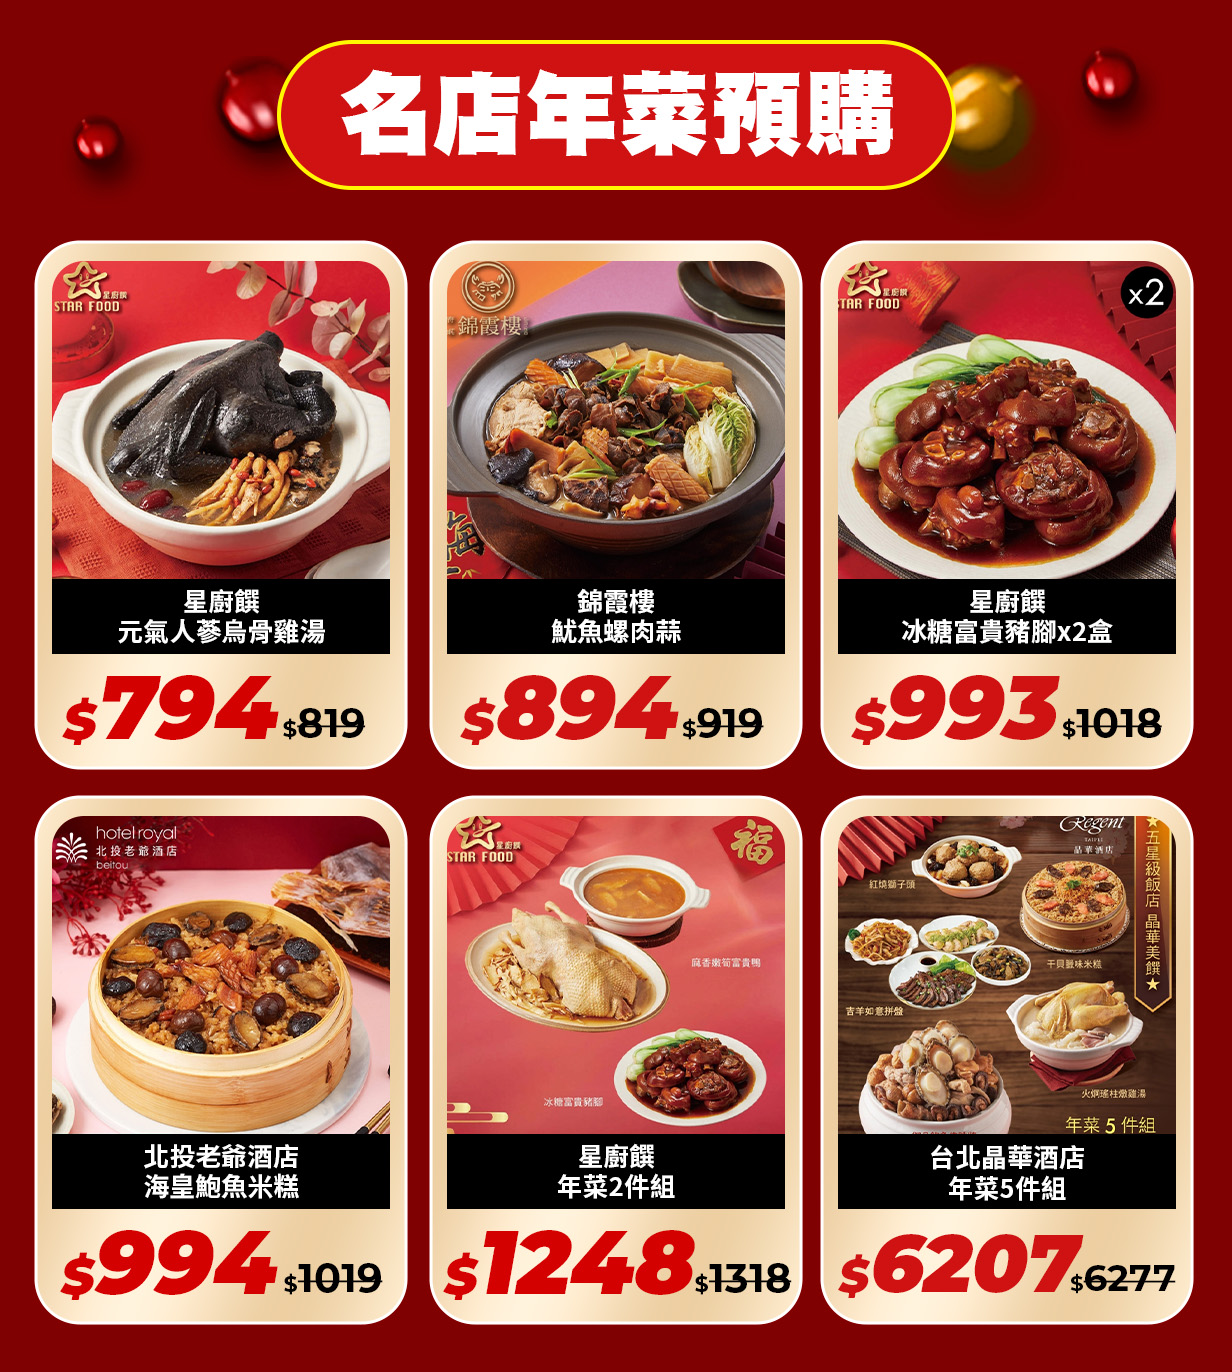 名店年菜預購
星廚饌
STAR FOOD
星廚饌
元氣人蔘烏骨雞湯
$794 $819
錦霞樓
錦霞樓
魷魚螺肉蒜
$894 $919
星廚饌
STAR FOOD
x2
星廚饌
冰糖富貴豬腳x2盒
$993 $1018
hotel royal
北投老爺酒店
beitou
北投老爺酒店
海皇鮑魚米糕
$994 $1019
星廚饌
STAR FOOD
福
麻香嫩筍富貴鴨
冰糖富貴豬腳
星廚饌
年菜2件組
$1248 $1318
Regent
TAIPEI
晶華酒店
★五星級飯店 晶華美饌★
紅燒獅子頭
干貝臘味米糕
吉羊如意拼盤
火焖瑤柱燉雞湯
年菜 5 件組
台北晶華酒店
年菜5件組
$6207 $6277